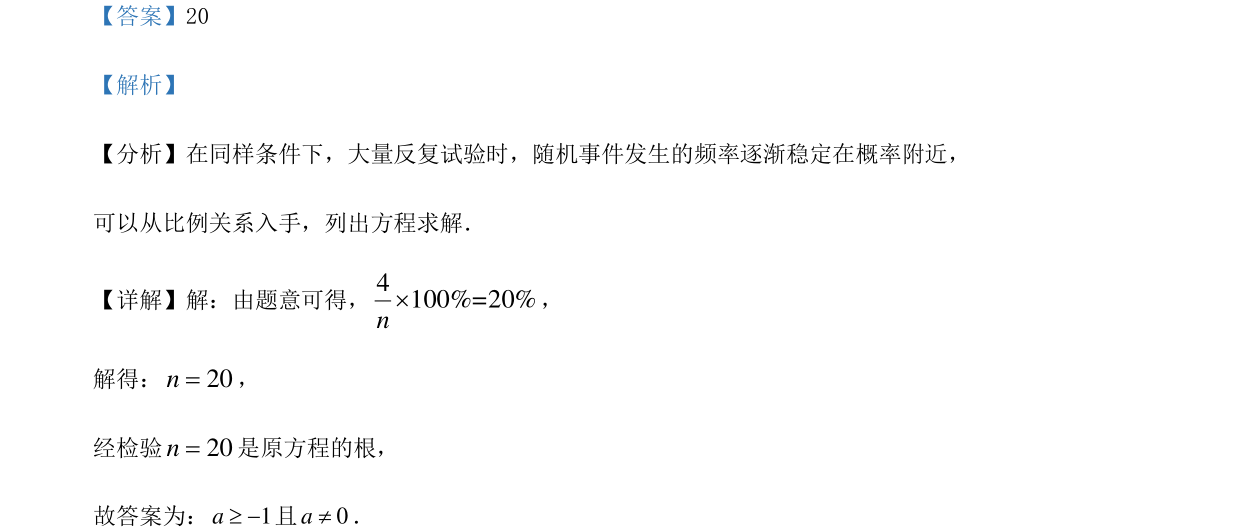 【答案】20
【解析】
【分析】在同样条件下，大量反复试验时，随机事件发生的频率逐渐稳定在概率附近，
可以从比例关系入手，列出方程求解．
【详解】解：由题意可得，$\frac{4}{n}$×100%=20%，
解得：n = 20，
经检验 n = 20 是原方程的根，
故答案为：a ≥ −1且 a ≠ 0．